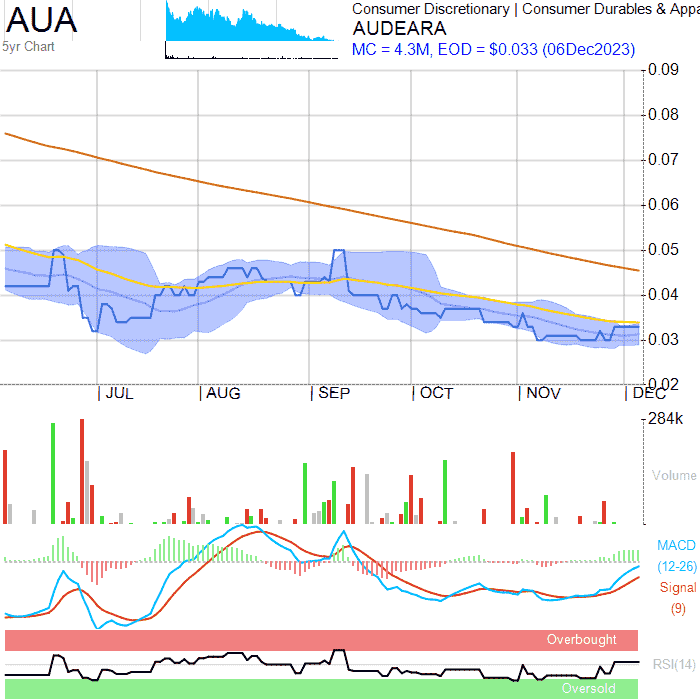 AUA
5yr Chart
Consumer Discretionary | Consumer Durables & Appa
AUDEARA
MC = 4.3M, EOD = $0.033 (06Dec2023)
0.09
0.08
0.07
0.06
0.05
0.04
0.03
0.02
JUL AUG SEP OCT NOV DEC
284k
Volume
MACD
(12-26)
Signal
(9)
Overbought
RSI(14)
Oversold